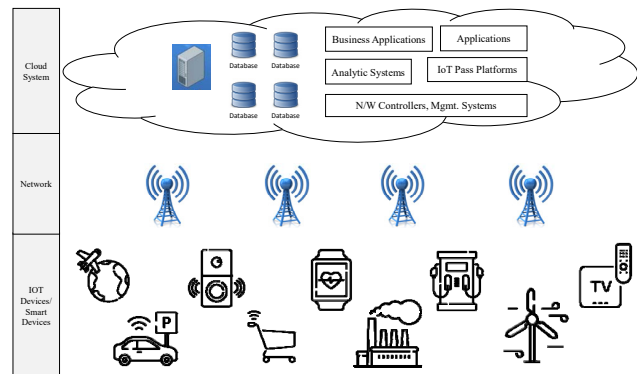 Cloud
System
Database
Database
Business Applications
Applications
Analytic Systems
IoT Pass Platforms
Database
Database
N/W Controllers, Mgmt. Systems
Network
IOT
Devices/
Smart
Devices
P
TV